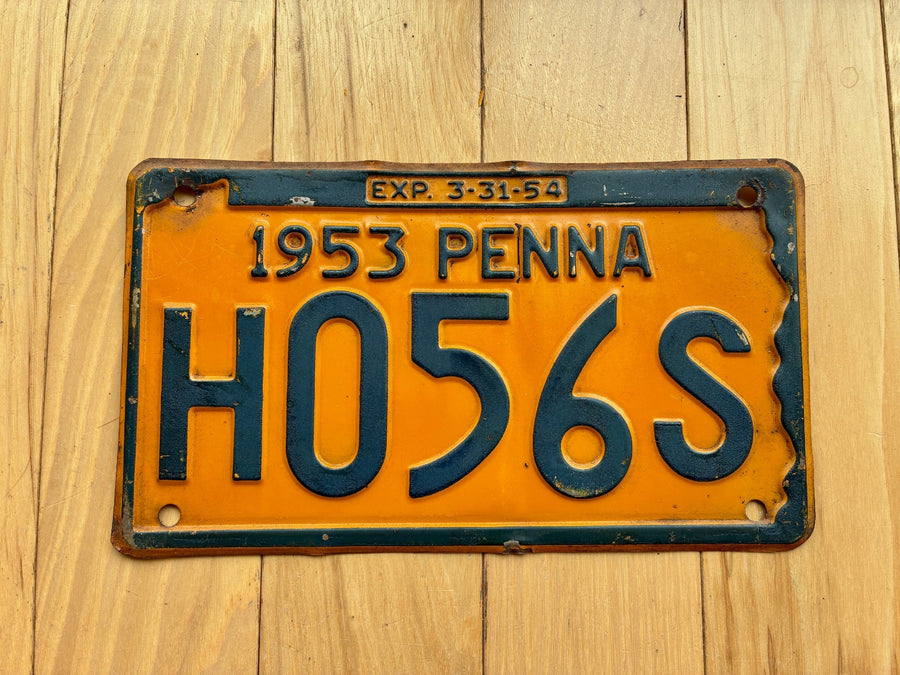 EXP. 3-31-54
1953 PENNA
H056S